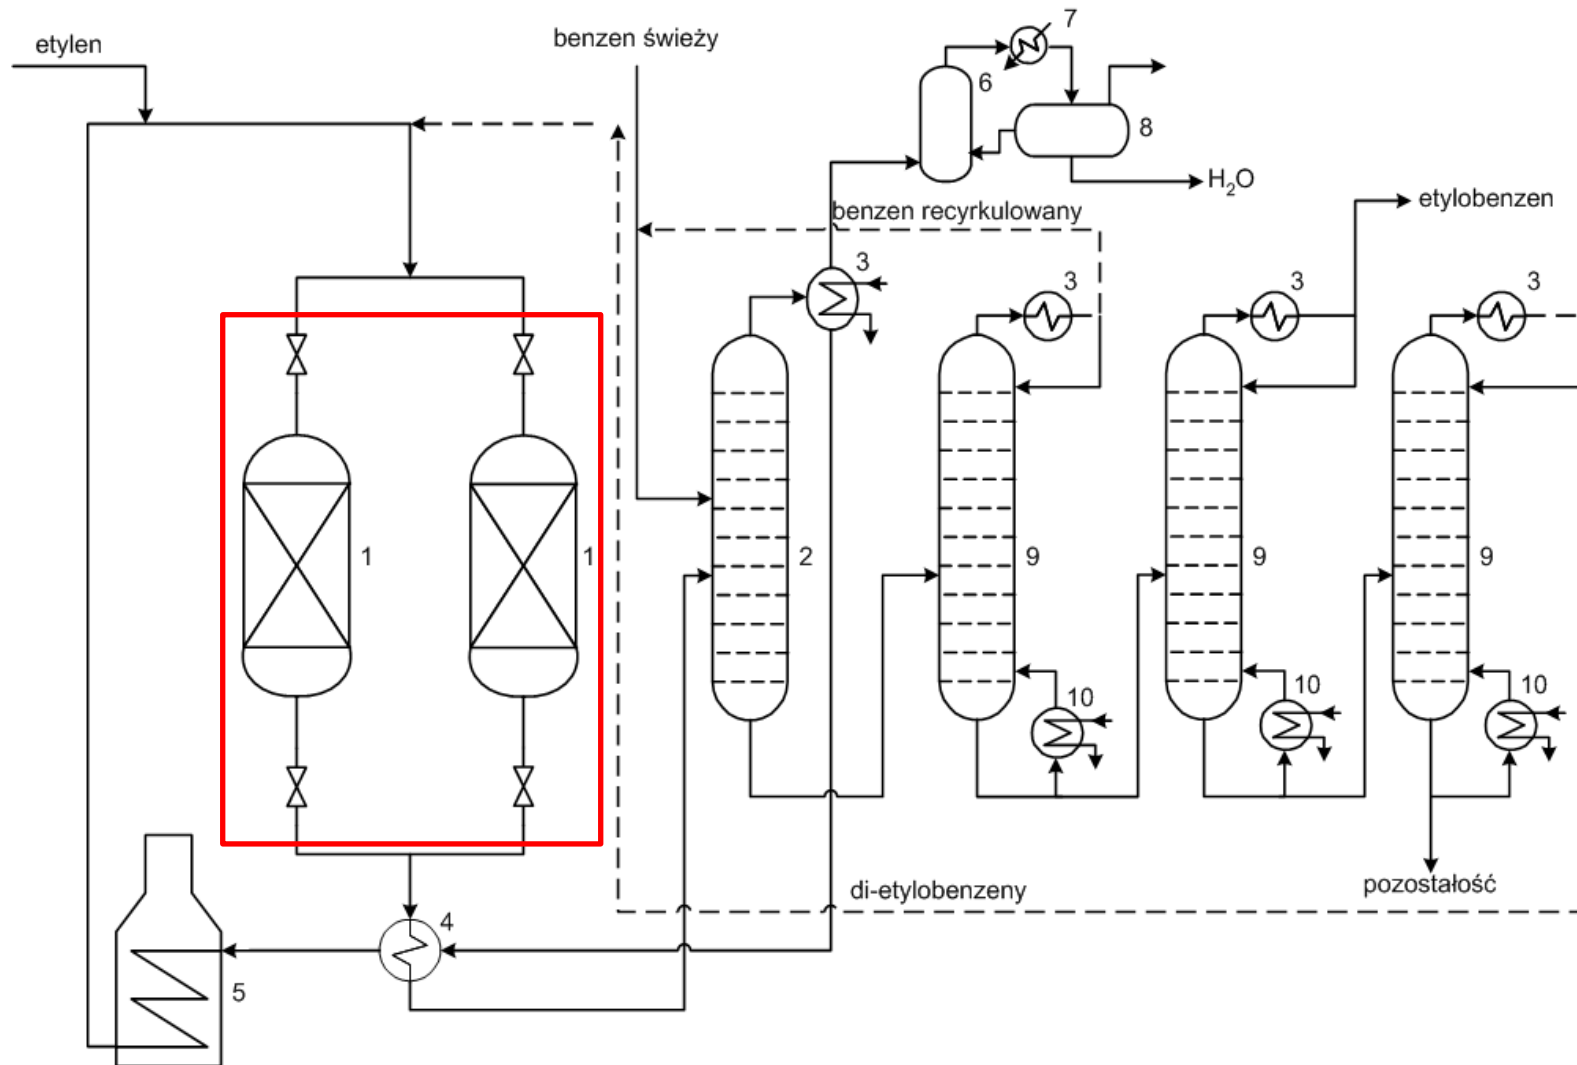 etylen
benzen świeży
7
6
8
H₂O
benzen recyrkulowany
etylobenzen
3
3
3
3
1
1
2
9
9
9
10
10
10
di-etylobenzeny
pozostałość
4
5